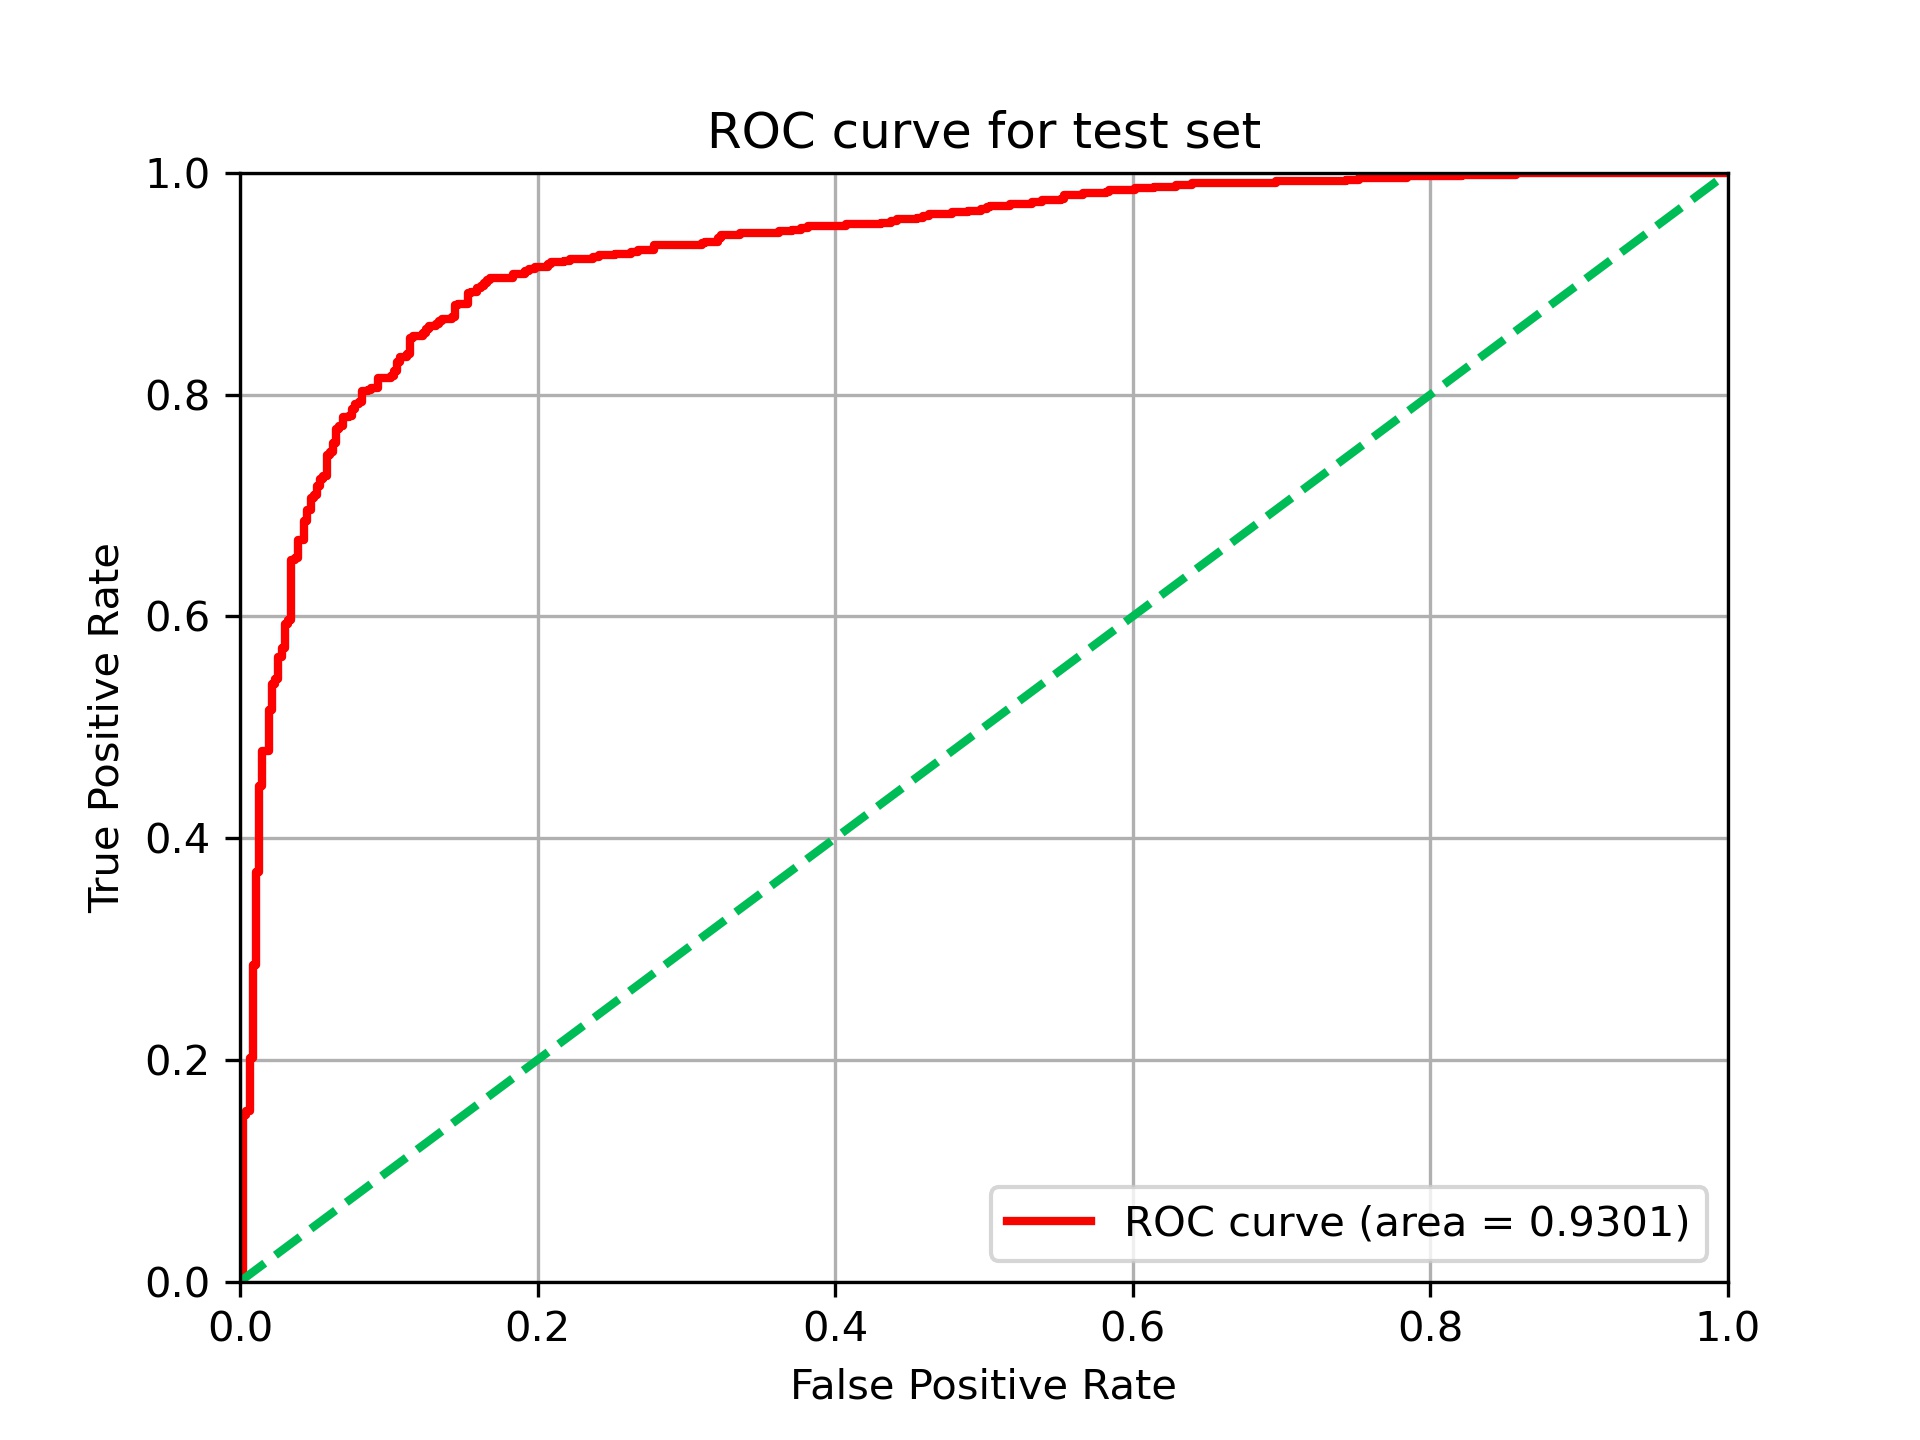 ROC curve for test set
1.0
0.8
0.6
0.4
0.2
0.0
True Positive Rate
ROC curve (area = 0.9301)
0.0 0.2 0.4 0.6 0.8 1.0
False Positive Rate